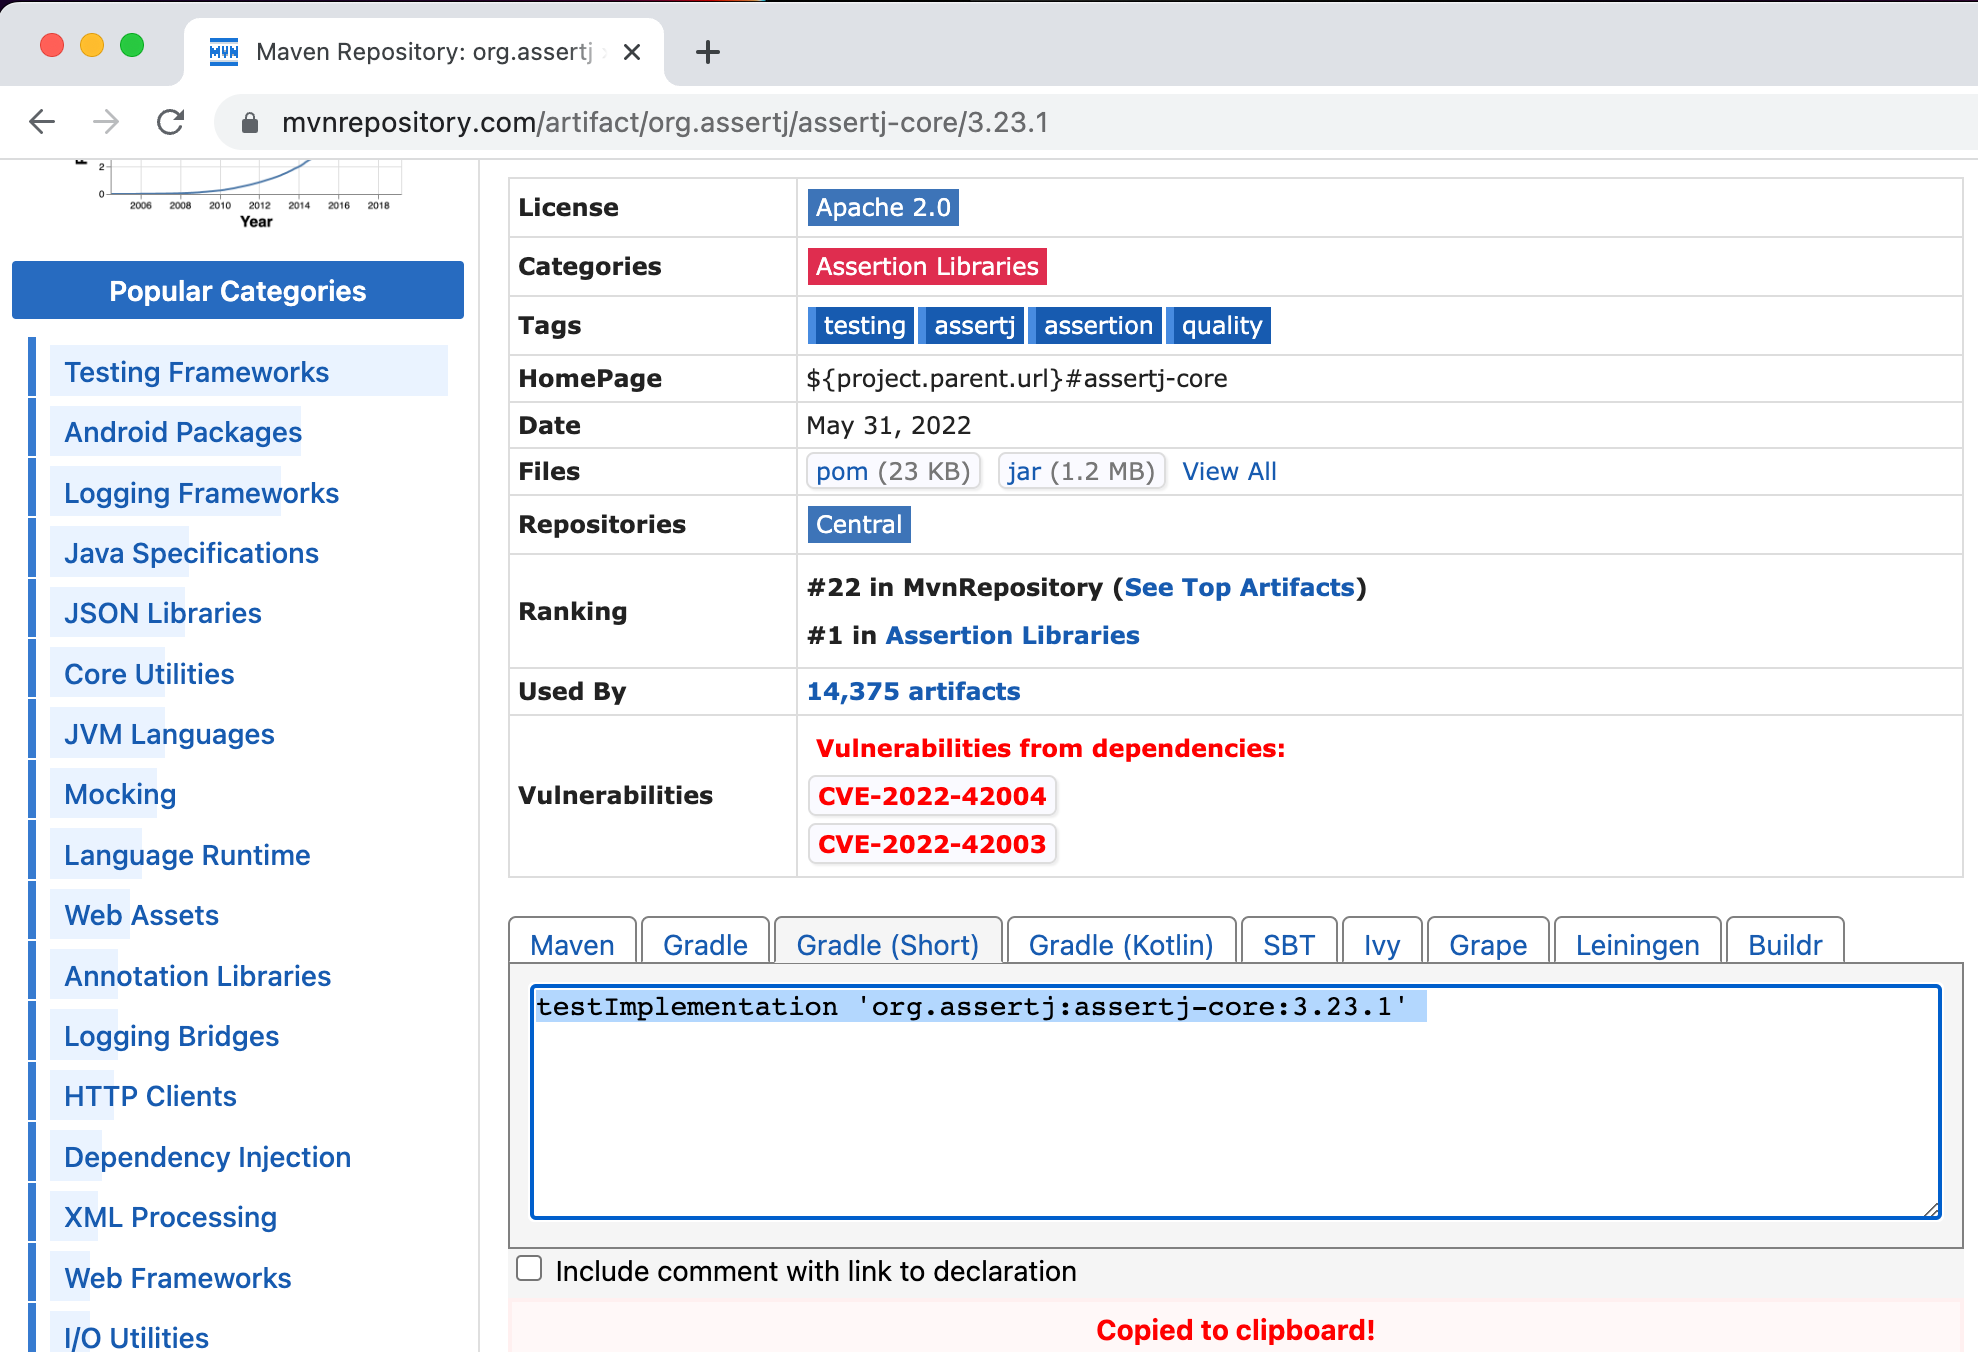 Maven Repository: org.assertj
mvnrepository.com/artifact/org.assertj/assertj-core/3.23.1
2
0
2006 2008 2010 2012 2014 2016 2018
Year
Popular Categories
Testing Frameworks
Android Packages
Logging Frameworks
Java Specifications
JSON Libraries
Core Utilities
JVM Languages
Mocking
Language Runtime
Web Assets
Annotation Libraries
Logging Bridges
HTTP Clients
Dependency Injection
XML Processing
Web Frameworks
I/O Utilities
License Apache 2.0
Categories Assertion Libraries
Tags testing assertj assertion quality
HomePage ${project.parent.url}#assertj-core
Date May 31, 2022
Files pom (23 KB) jar (1.2 MB) View All
Repositories Central
Ranking
#22 in MvnRepository (See Top Artifacts)
#1 in Assertion Libraries
Used By 14,375 artifacts
Vulnerabilities
Vulnerabilities from dependencies:
CVE-2022-42004
CVE-2022-42003
Maven Gradle Gradle (Short) Gradle (Kotlin) SBT Ivy Grape Leiningen Buildr
testImplementation 'org.assertj:assertj-core:3.23.1'
Include comment with link to declaration
Copied to clipboard!